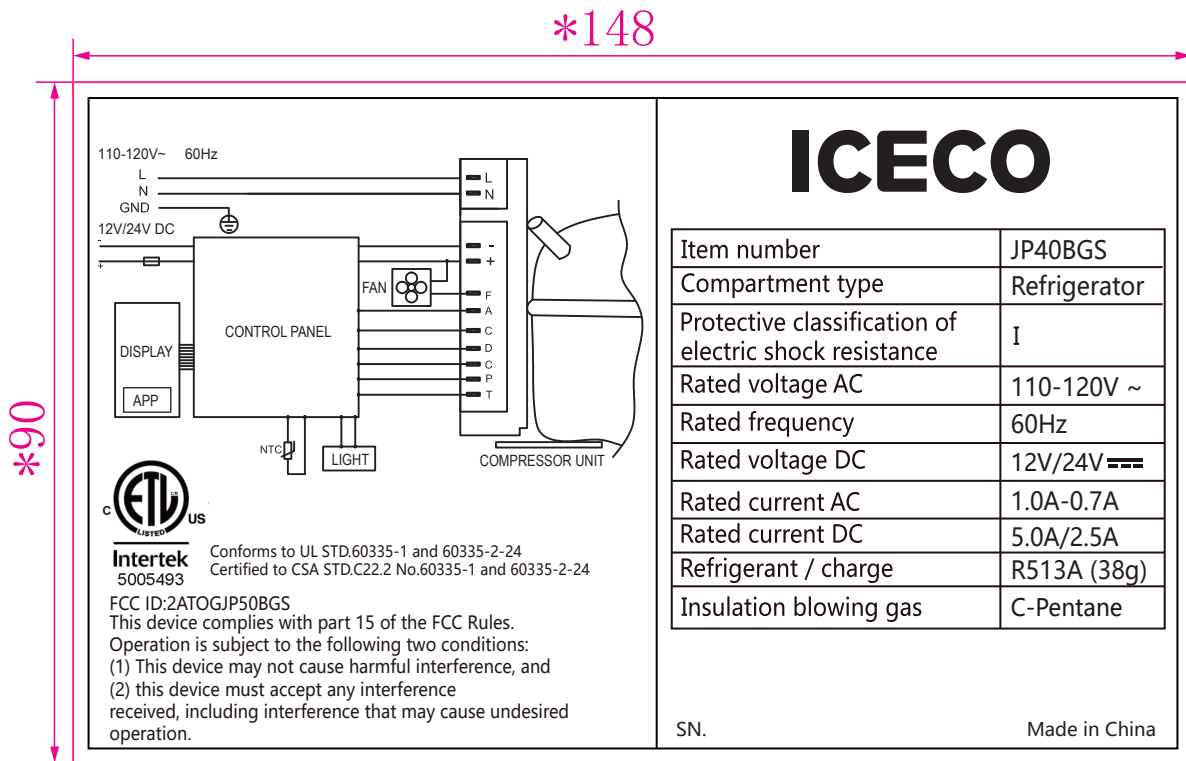 *148
*90
110-120V~ 60Hz
L
N
GND
12V/24V DC
-
+
L
N
-
+
FAN
F
A
C
D
C
P
T
CONTROL PANEL
DISPLAY
APP
NTC
LIGHT
COMPRESSOR UNIT
C ETL CM US
LISTED
Intertek
5005493
Conforms to UL STD.60335-1 and 60335-2-24
Certified to CSA STD.C22.2 No.60335-1 and 60335-2-24
FCC ID:2ATOGJP50BGS
This device complies with part 15 of the FCC Rules.
Operation is subject to the following two conditions:
(1) This device may not cause harmful interference, and
(2) this device must accept any interference
received, including interference that may cause undesired
operation.
ICECO
Item number JP40BGS
Compartment type Refrigerator
Protective classification of
electric shock resistance I
Rated voltage AC 110-120V ~
Rated frequency 60Hz
Rated voltage DC 12V/24V
Rated current AC 1.0A-0.7A
Rated current DC 5.0A/2.5A
Refrigerant / charge R513A (38g)
Insulation blowing gas C-Pentane
SN. Made in China